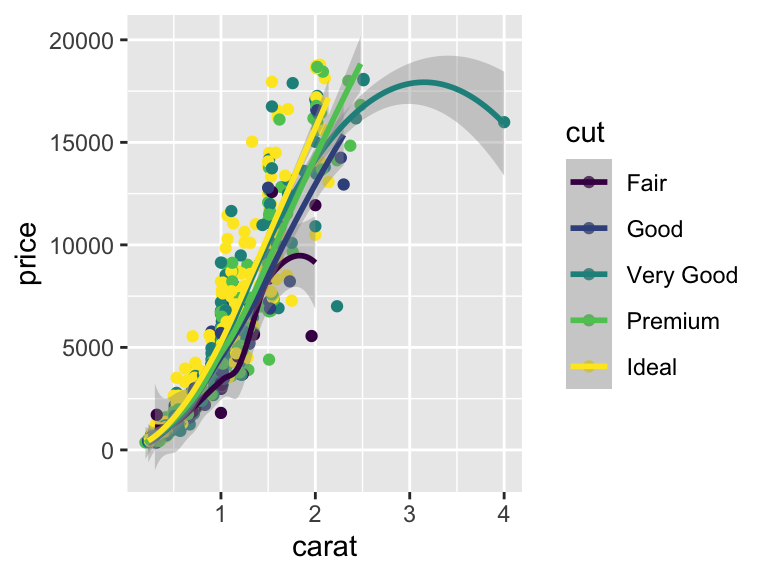 20000
15000
10000
5000
0
price
1 2 3 4
carat
cut
Fair
Good
Very Good
Premium
Ideal